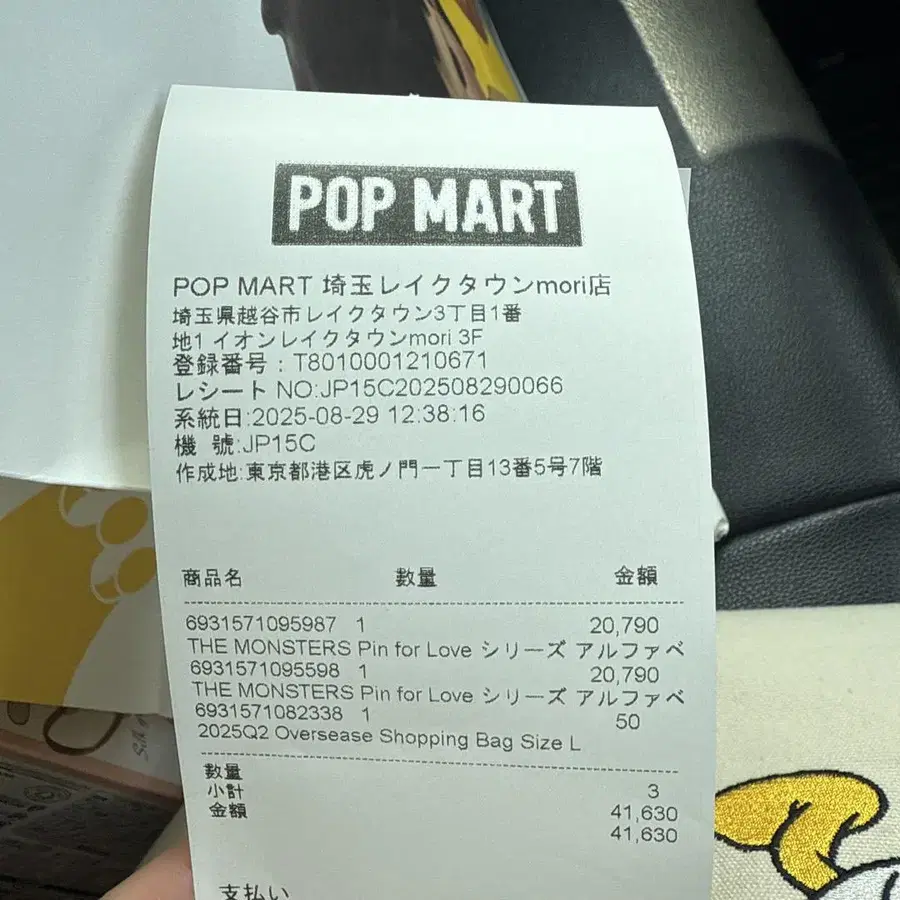 POP MART
POP MART 埼玉レイクタウンmori店
埼玉県越谷市レイクタウン3丁目1番
地1 イオンレイクタウンmori 3F
登録番号：T8010001210671
レシート NO:JP15C202508290066
系統日:2025-08-29 12:38:16
機 號:JP15C
作成地:東京都港区虎ノ門一丁目13番5号7階
商品名 数量 金額
6931571095987 1 20,790
THE MONSTERS Pin for Love シリーズ アルファベ
6931571095598 1 20,790
THE MONSTERS Pin for Love シリーズ アルファベ
6931571082338 1 50
2025Q2 Oversease Shopping Bag Size L
数量 3
小計 41,630
金額 41,630
支払い